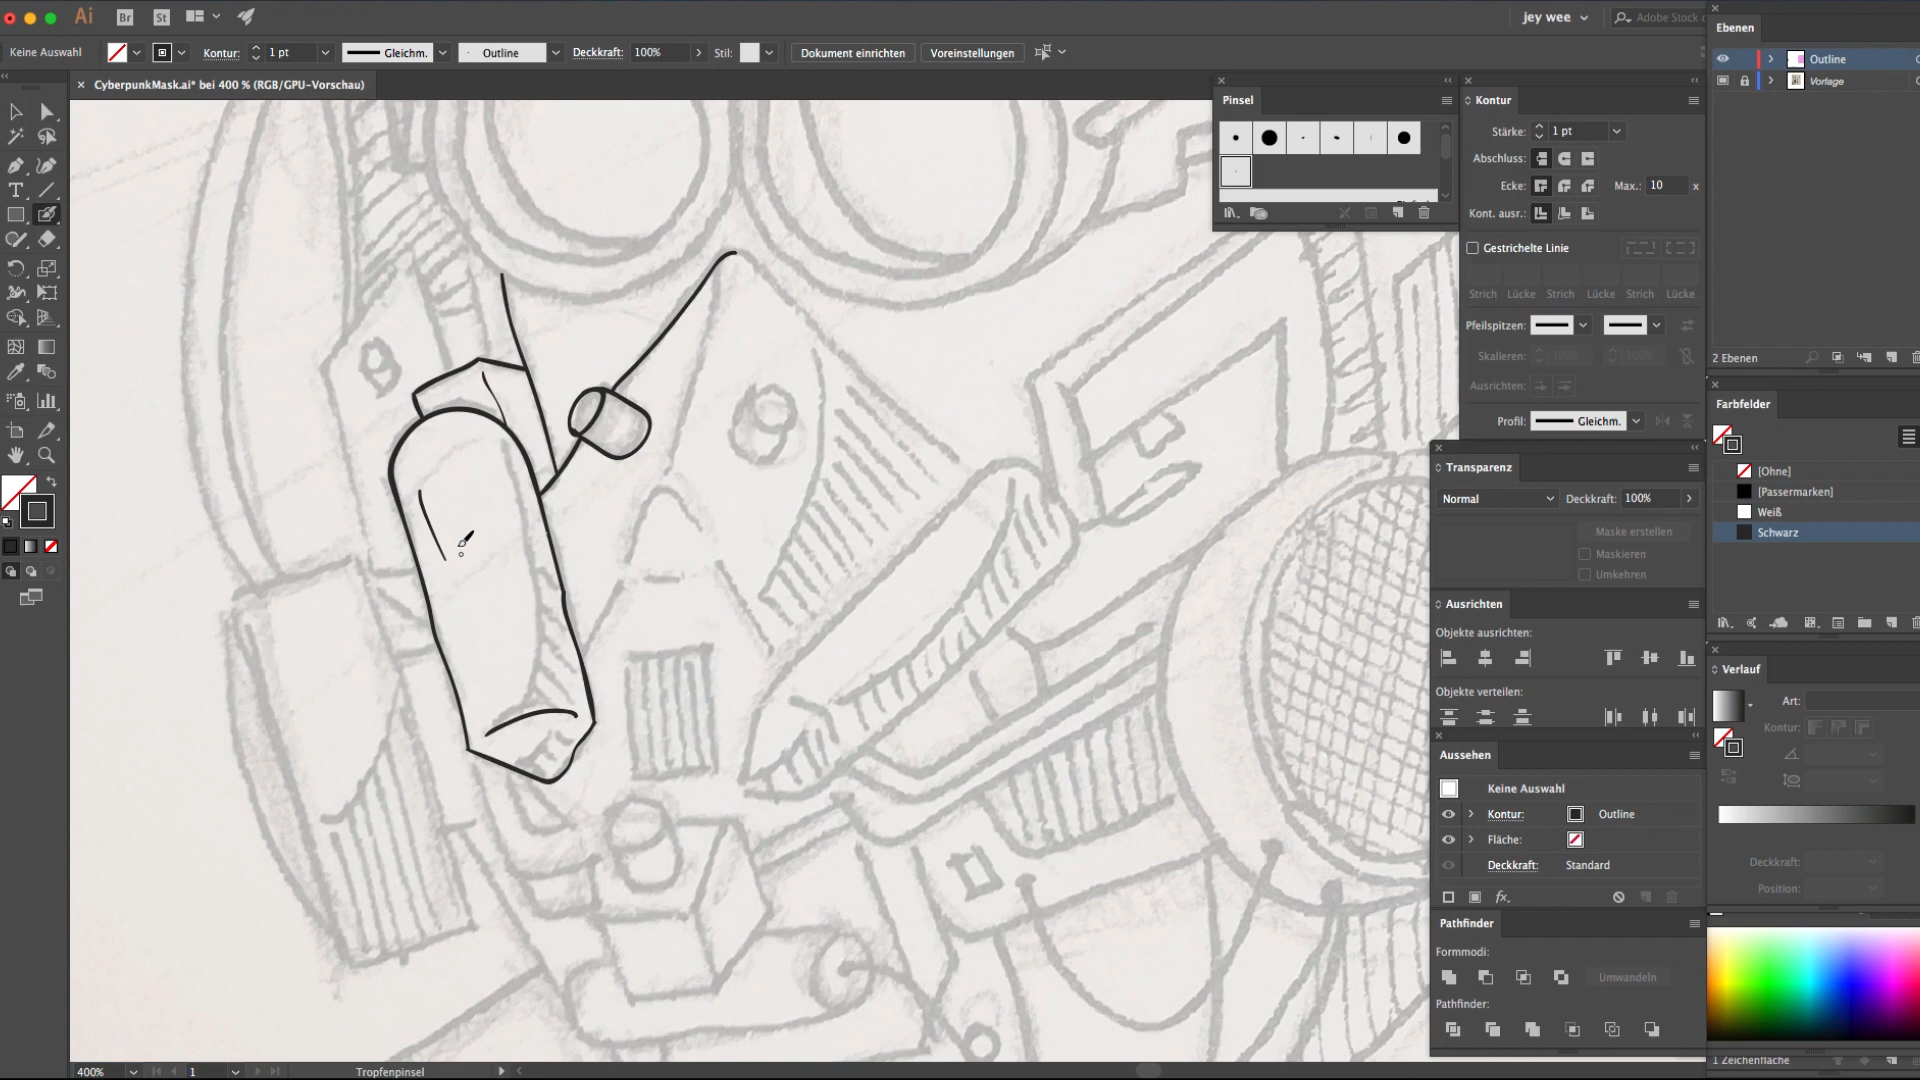 Ai
Br
St
jey wee
Adobe Stock
Keine Auswahl
Kontur:
1 pt
Gleichm.
Outline
Deckkraft:
100%
Stil:
Dokument einrichten
Voreinstellungen
CyberpunkMask.ai* bei 400 % (RGB/GPU-Vorschau)
Pinsel
Kontur
Stärke:
1 pt
Abschluss:
Ecke:
Max.:
10
x
Kont. ausr.:
Gestrichelte Linie
Strich
Lücke
Strich
Lücke
Strich
Lücke
Pfeilspitzen:
Skalieren:
100%
100%
Ausrichten:
Profil:
Gleichm.
Transparenz
Normal
Deckkraft:
100%
Maske erstellen
Maskieren
Umkehren
Ausrichten
Objekte ausrichten:
Objekte verteilen:
Aussehen
Keine Auswahl
Kontur:
Outline
Fläche:
Deckkraft:
Standard
fx.
Pathfinder
Formmodi:
Umwandeln
Pathfinder:
Ebenen
Outline
Vorlage
2 Ebenen
Farbfelder
[Ohne]
[Passermarken]
Weiß
Schwarz
Verlauf
Art:
Kontur:
Deckkraft:
Position:
1 Zeichenfläche
400%
1
Tropfenpinsel